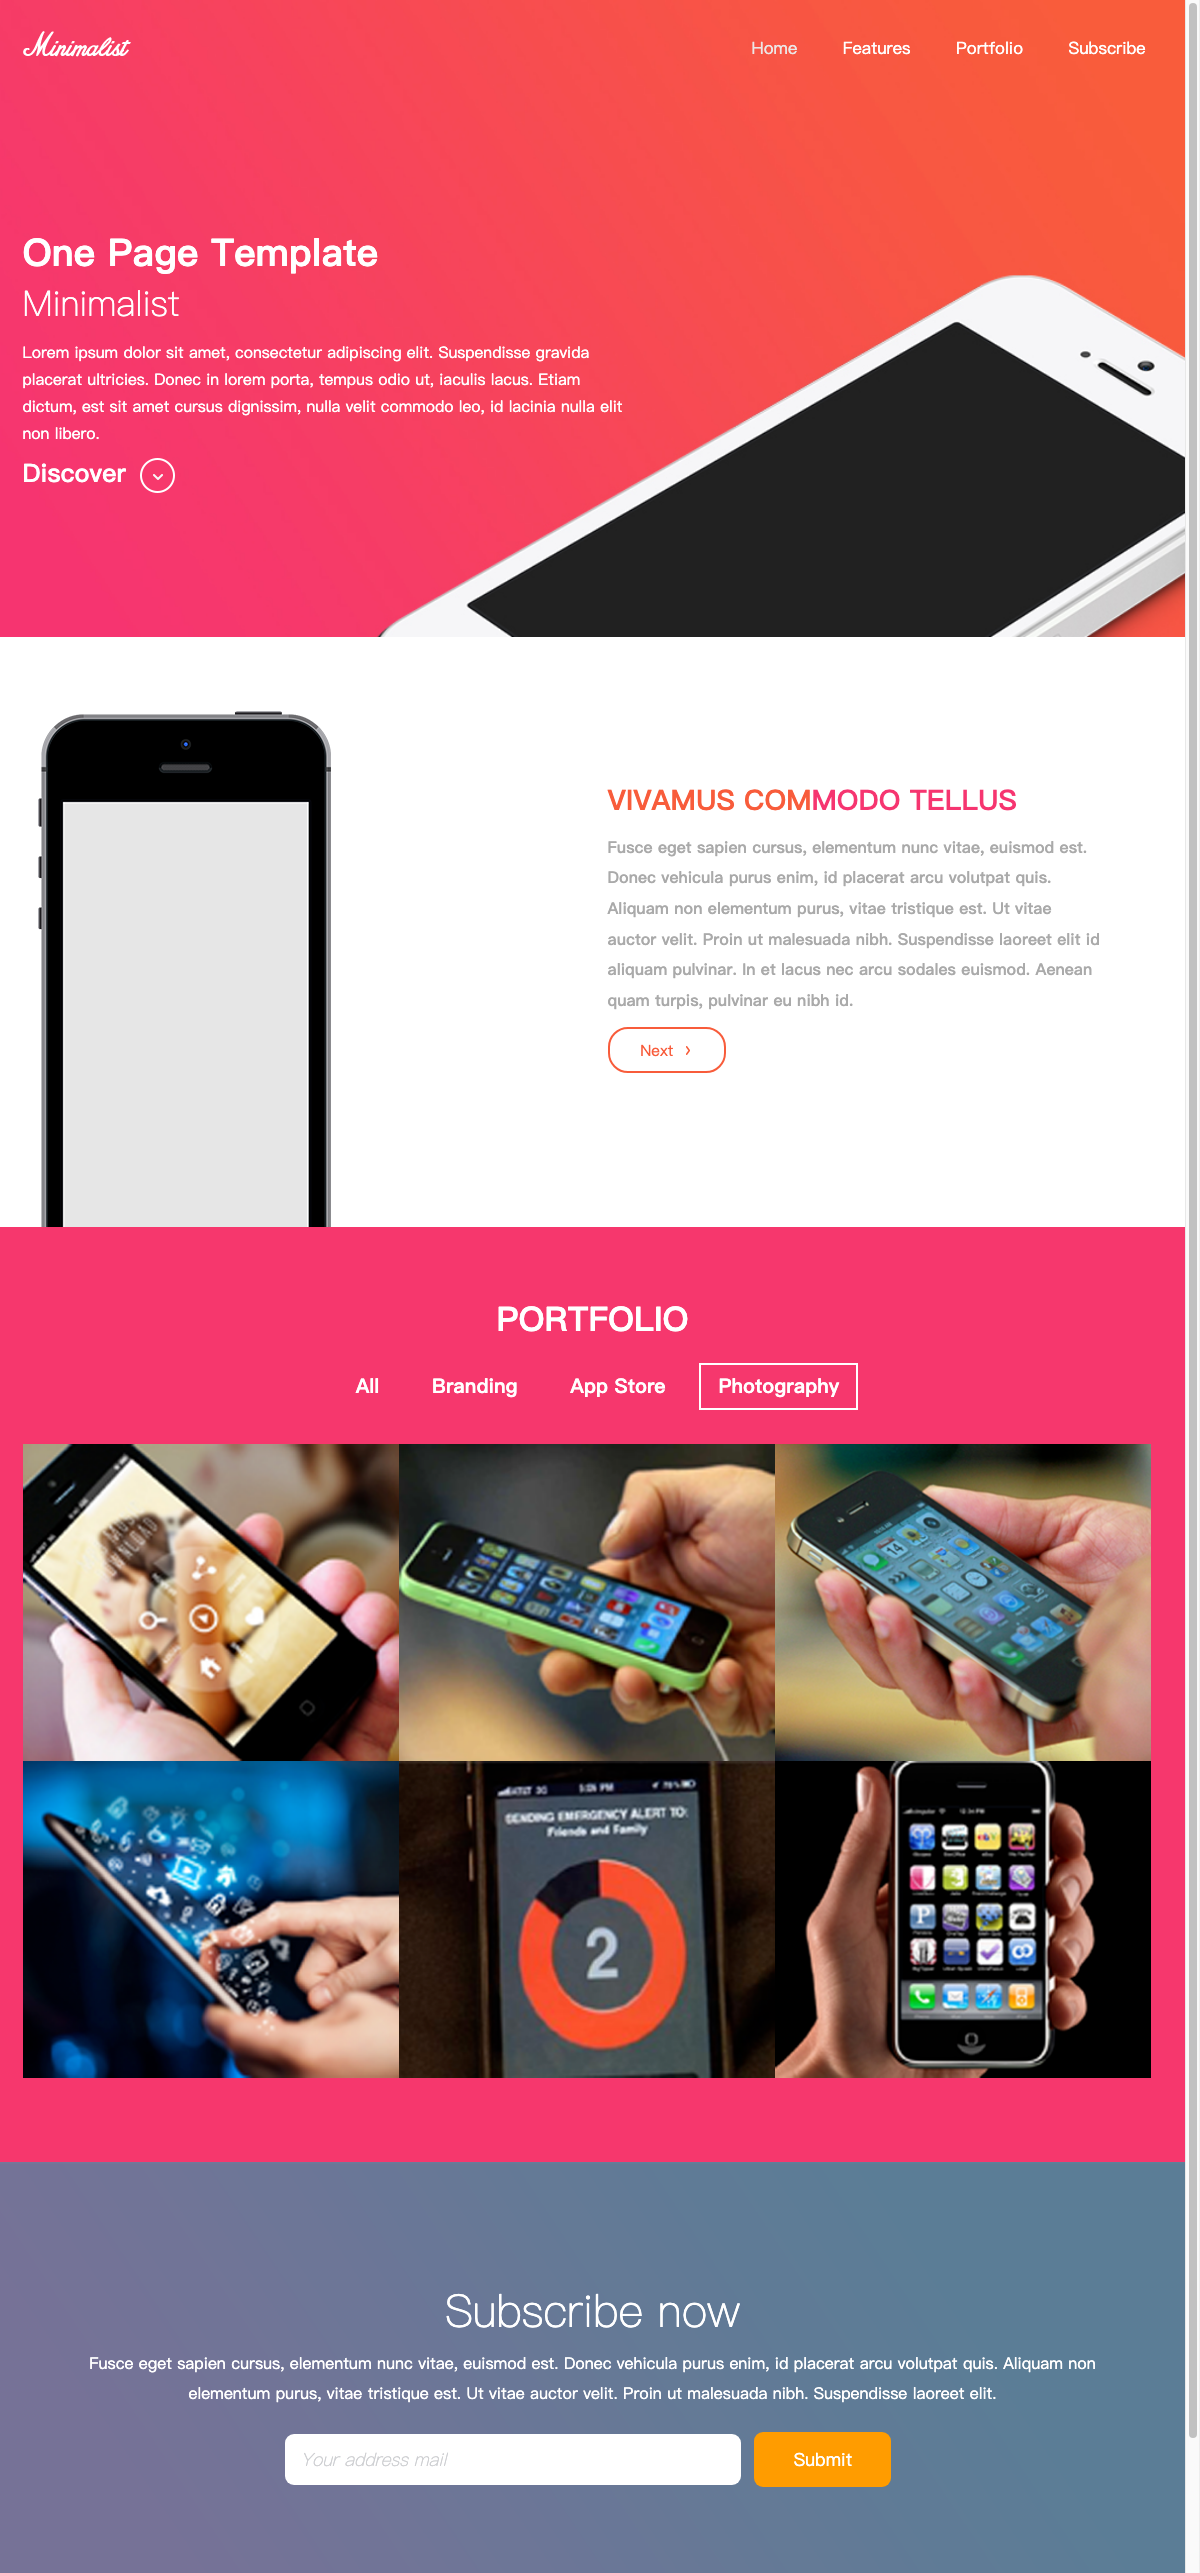 Minimalist
Home
Features
Portfolio
Subscribe
One Page Template
Minimalist
Lorem ipsum dolor sit amet, consectetur adipiscing elit. Suspendisse gravida
placerat ultricies. Donec in lorem porta, tempus odio ut, iaculis lacus. Etiam
dictum, est sit amet cursus dignissim, nulla velit commodo leo, id lacinia nulla elit
non libero.
Discover
VIVAMUS COMMODO TELLUS
Fusce eget sapien cursus, elementum nunc vitae, euismod est.
Donec vehicula purus enim, id placerat arcu volutpat quis.
Aliquam non elementum purus, vitae tristique est. Ut vitae
auctor velit. Proin ut malesuada nibh. Suspendisse laoreet elit id
aliquam pulvinar. In et lacus nec arcu sodales euismod. Aenean
quam turpis, pulvinar eu nibh id.
Next
PORTFOLIO
All
Branding
App Store
Photography
14
AT&T 3G 5:05 PM 76%
SENDING EMERGENCY ALERT TO:
Friends and Family
2
P
Subscribe now
Fusce eget sapien cursus, elementum nunc vitae, euismod est. Donec vehicula purus enim, id placerat arcu volutpat quis. Aliquam non
elementum purus, vitae tristique est. Ut vitae auctor velit. Proin ut malesuada nibh. Suspendisse laoreet elit.
Your address mail
Submit